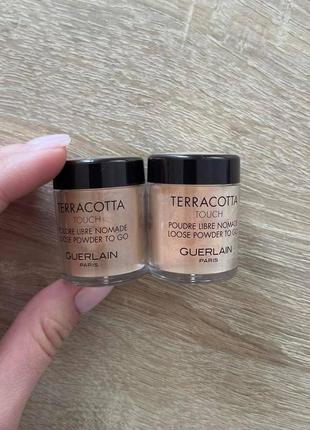 TERRACOTTA
TOUCH
POUDRE LIBRE NOMADE
LOOSE POWDER TO GO
GUERLAIN
PARIS
TERRACOTTA
TOUCH
POUDRE LIBRE NOMADE
LOOSE POWDER TO GO
GUERLAIN
PARIS